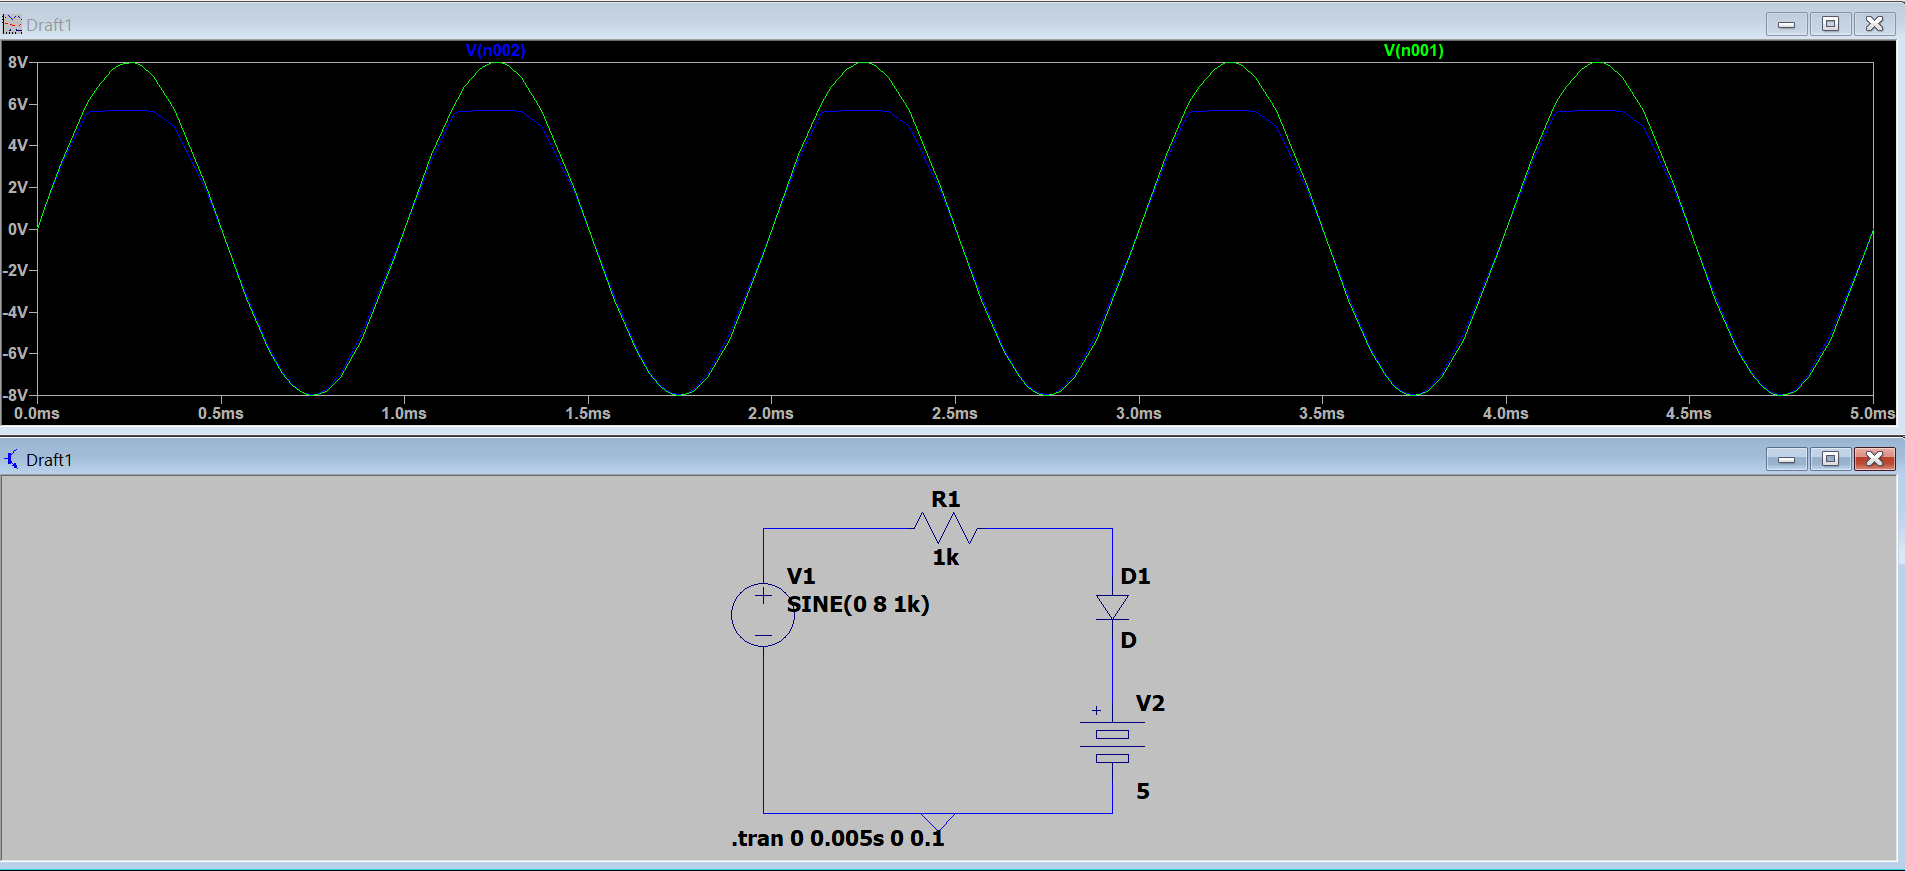 Draft1
V(n002) V(n001)
8V
6V
4V
2V
0V
-2V
-4V
-6V
-8V
0.0ms 0.5ms 1.0ms 1.5ms 2.0ms 2.5ms 3.0ms 3.5ms 4.0ms 4.5ms 5.0ms
Draft1
R1
1k
V1
SINE(0 8 1k)
D1
D
V2
5
.tran 0 0.005s 0 0.1